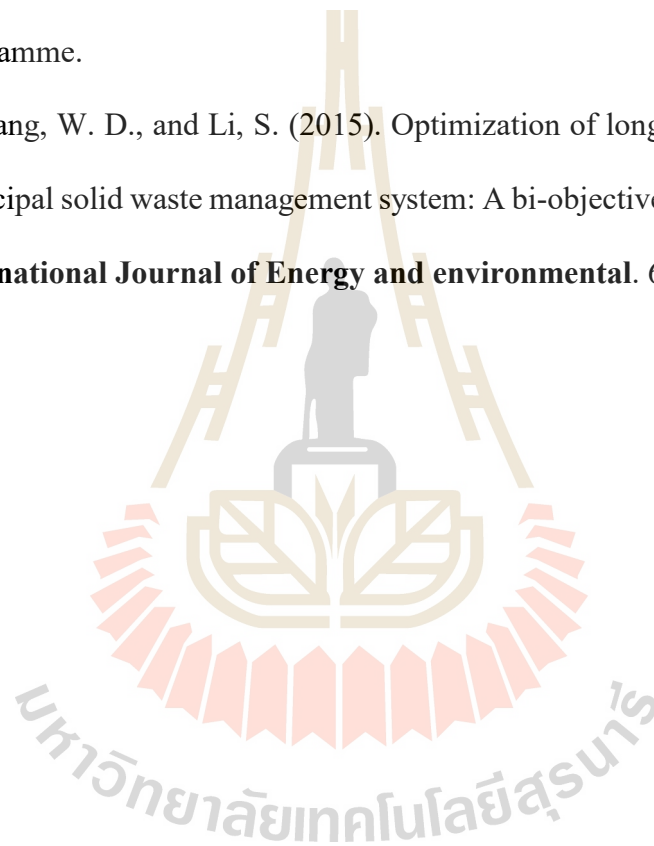 amme.
ang, W. D., and Li, S. (2015). Optimization of long
cipal solid waste management system: A bi-objective
national Journal of Energy and environmental. 6
มหาวิทยาลัยเทคโนโลยีสุรนารี